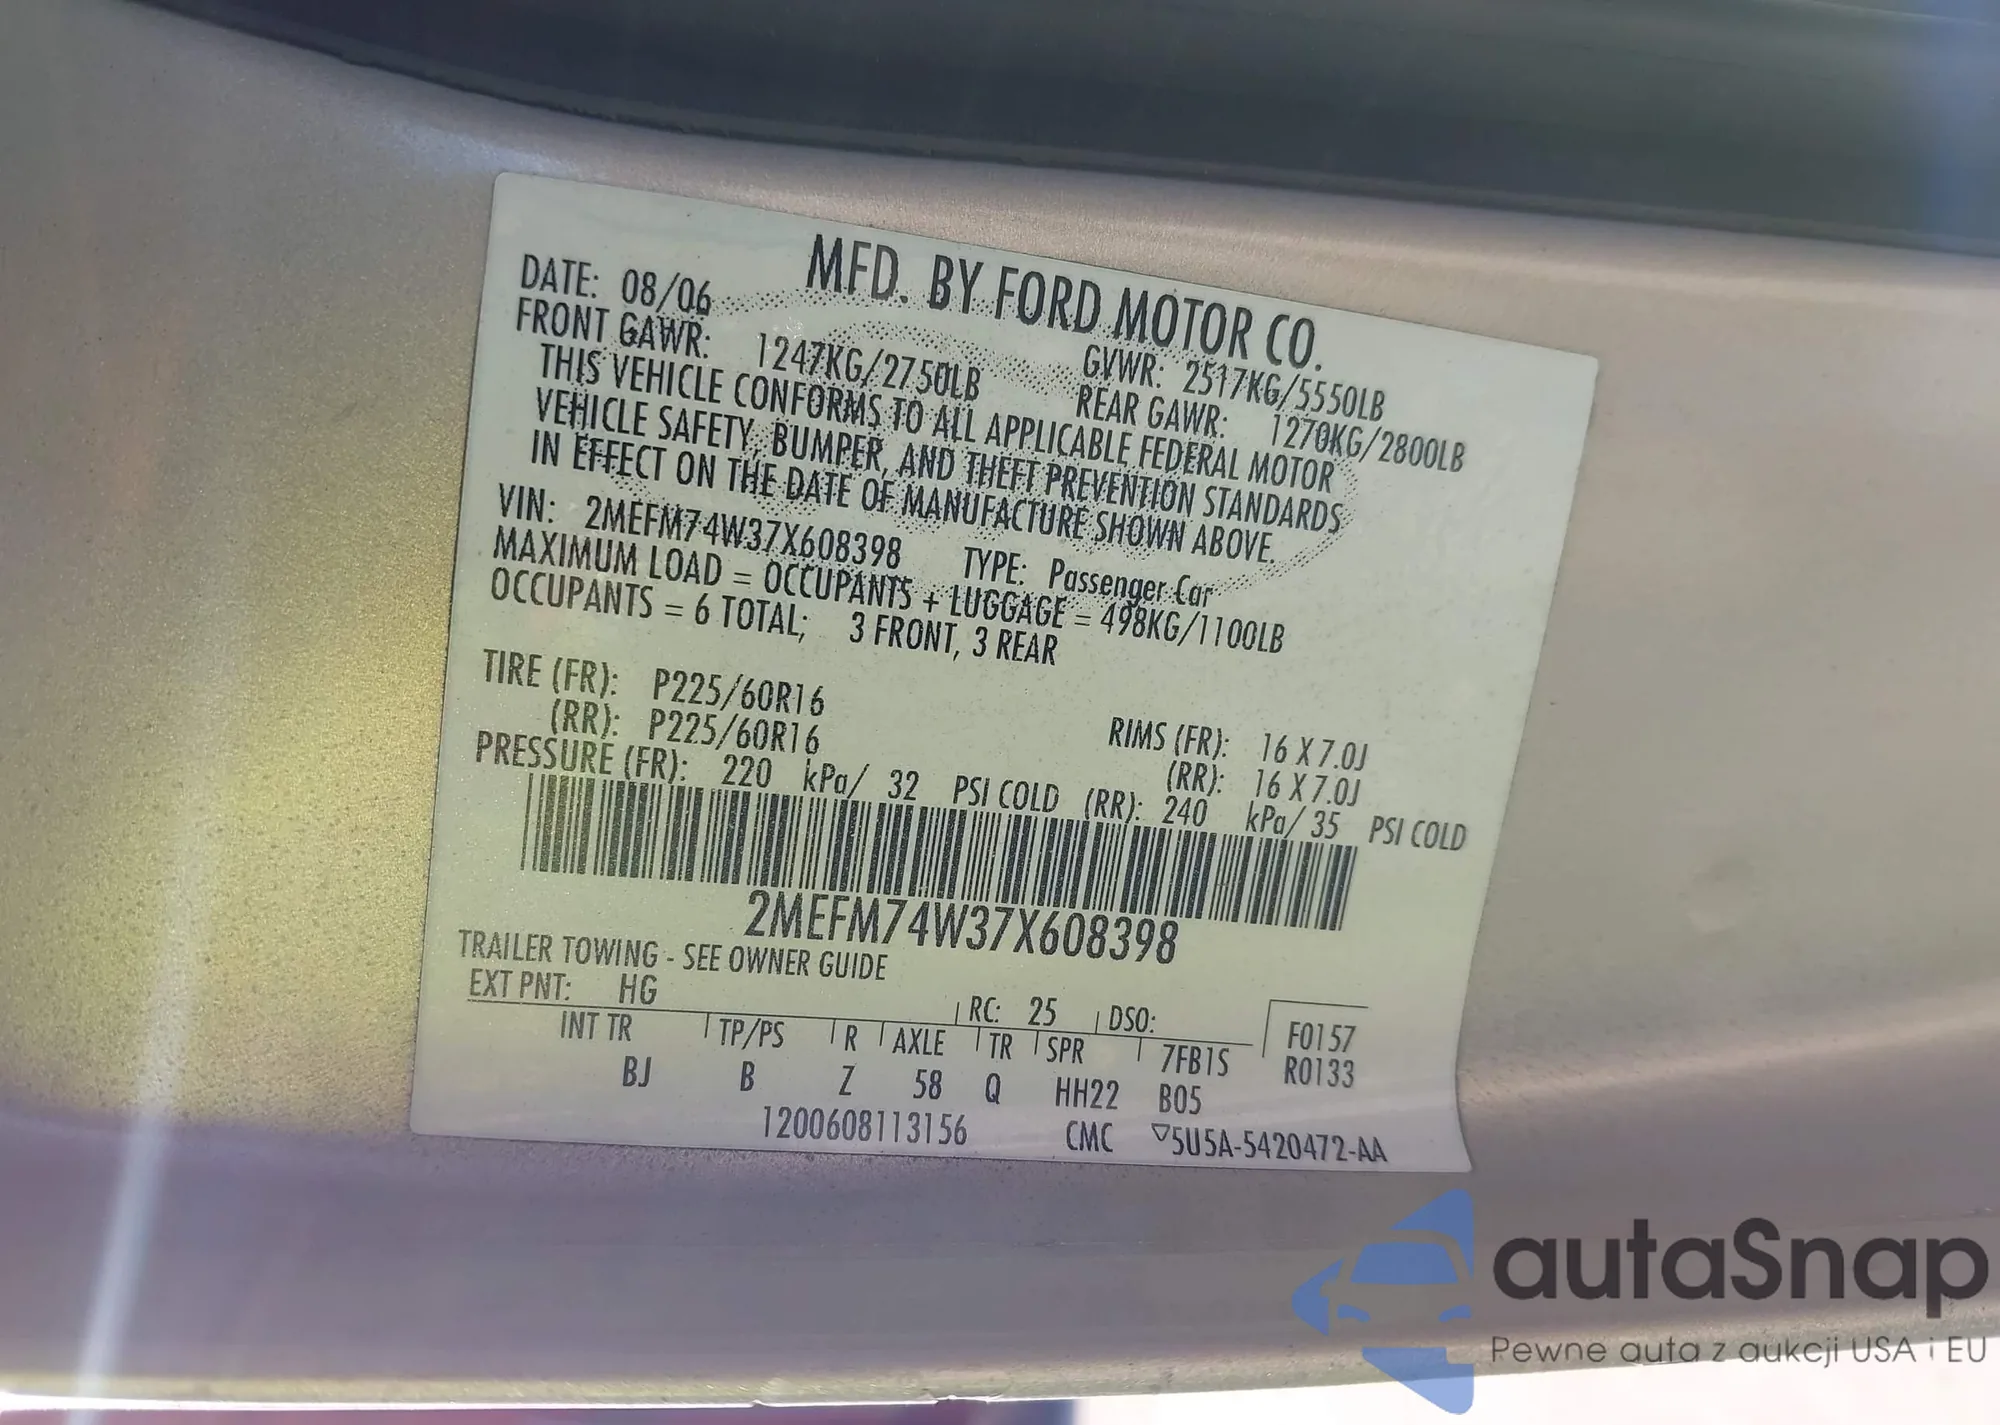 MFD. BY FORD MOTOR CO.
DATE: 08/06 GVWR: 2517KG/5550LB
FRONT GAWR: 1247KG/2750LB REAR GAWR: 1270KG/2800LB
THIS VEHICLE CONFORMS TO ALL APPLICABLE FEDERAL MOTOR
VEHICLE SAFETY, BUMPER, AND THEFT PREVENTION STANDARDS
IN EFFECT ON THE DATE OF MANUFACTURE SHOWN ABOVE.
VIN: 2MEFM74W37X608398 TYPE: Passenger Car
MAXIMUM LOAD = OCCUPANTS + LUGGAGE = 498KG/1100LB
OCCUPANTS = 6 TOTAL; 3 FRONT, 3 REAR
TIRE (FR): P225/60R16 RIMS (FR): 16 X 7.0J
(RR): P225/60R16 (RR): 16 X 7.0J
PRESSURE (FR): 220 kPa/ 32 PSI COLD (RR): 240 kPa/ 35 PSI COLD
2MEFM74W37X608398
TRAILER TOWING - SEE OWNER GUIDE
EXT PNT: HG RC: 25 DSO: F0157
INT TR TP/PS R AXLE TR SPR 7FB1S R0133
BJ B Z 58 Q HH22 B05
1200608113156 CMC ▽5U5A-5420472-AA
autaSnap
Pewne auta z aukcji USA i EU